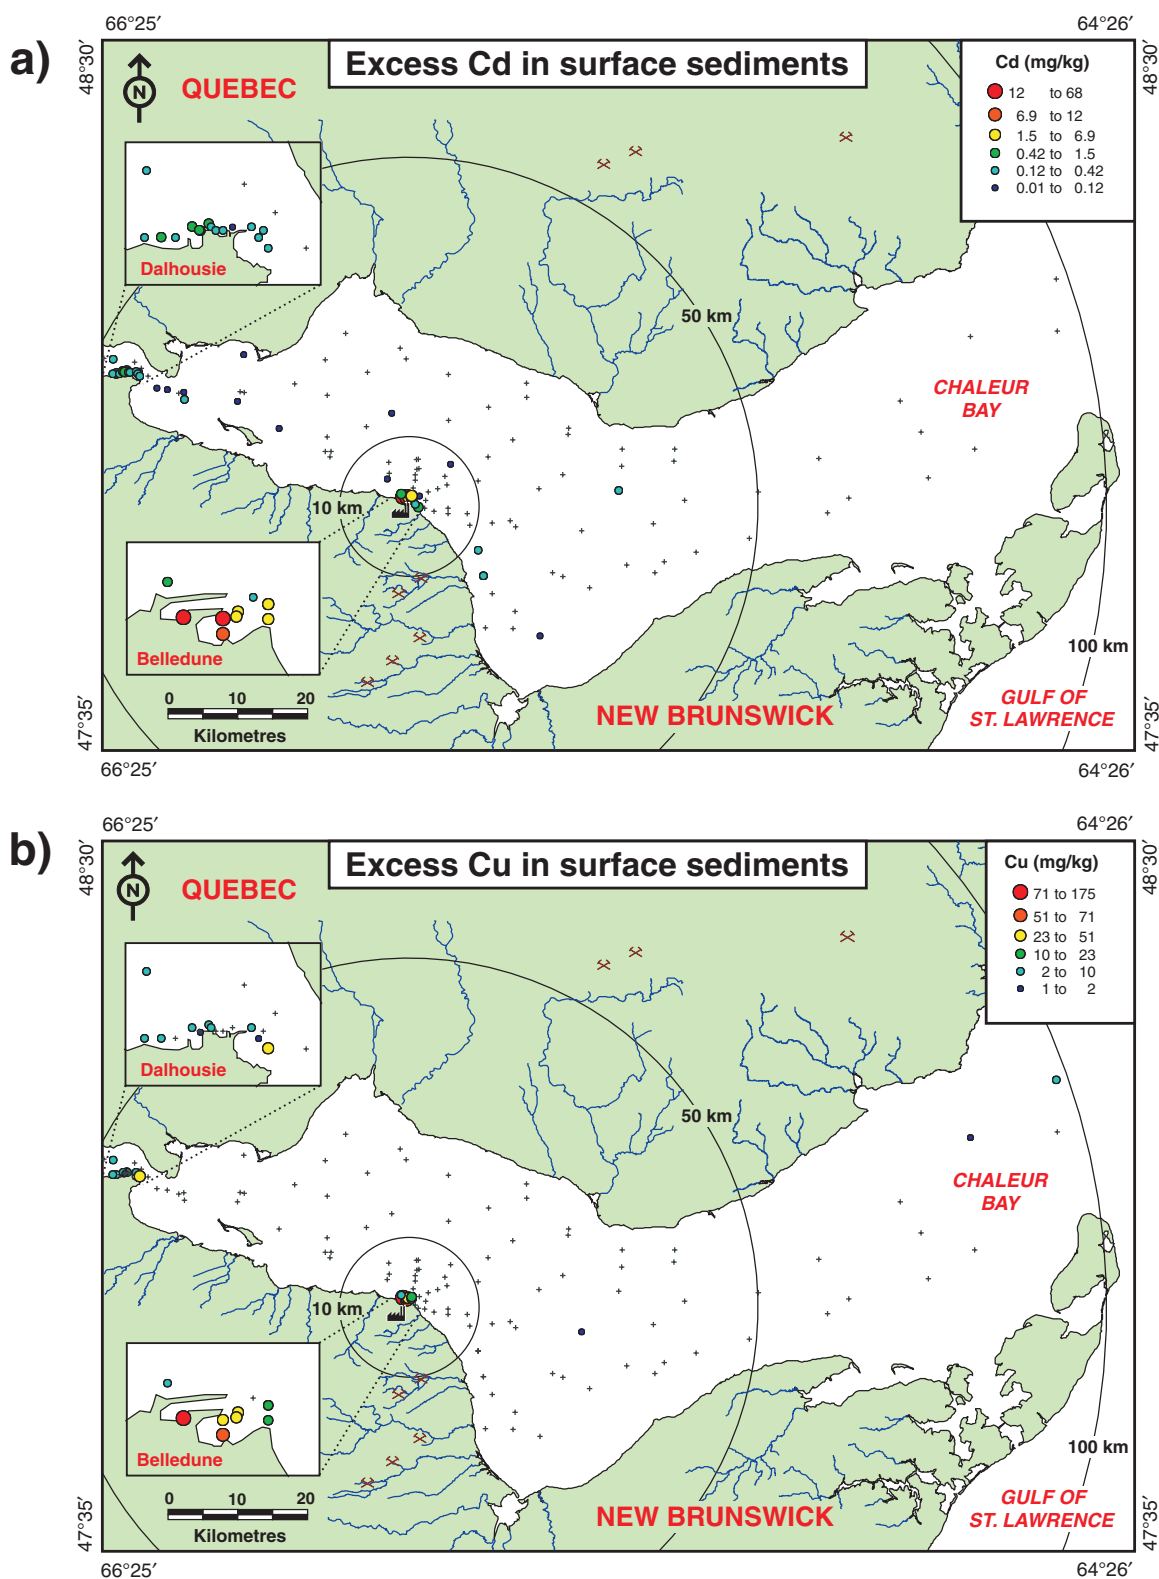 66°25′
64°26′
a)
48°30′
48°30′
Excess Cd in surface sediments
N
QUEBEC
Cd (mg/kg)
12 to 68
6.9 to 12
1.5 to 6.9
0.42 to 1.5
0.12 to 0.42
0.01 to 0.12
Dalhousie
50 km
CHALEUR
BAY
10 km
Belledune
0 10 20
Kilometres
NEW BRUNSWICK
100 km
GULF OF
ST. LAWRENCE
47°35′
47°35′
66°25′
64°26′
66°25′
64°26′
b)
48°30′
48°30′
Excess Cu in surface sediments
N
QUEBEC
Cu (mg/kg)
71 to 175
51 to 71
23 to 51
10 to 23
2 to 10
1 to 2
Dalhousie
50 km
CHALEUR
BAY
10 km
Belledune
0 10 20
Kilometres
NEW BRUNSWICK
100 km
GULF OF
ST. LAWRENCE
47°35′
47°35′
66°25′
64°26′